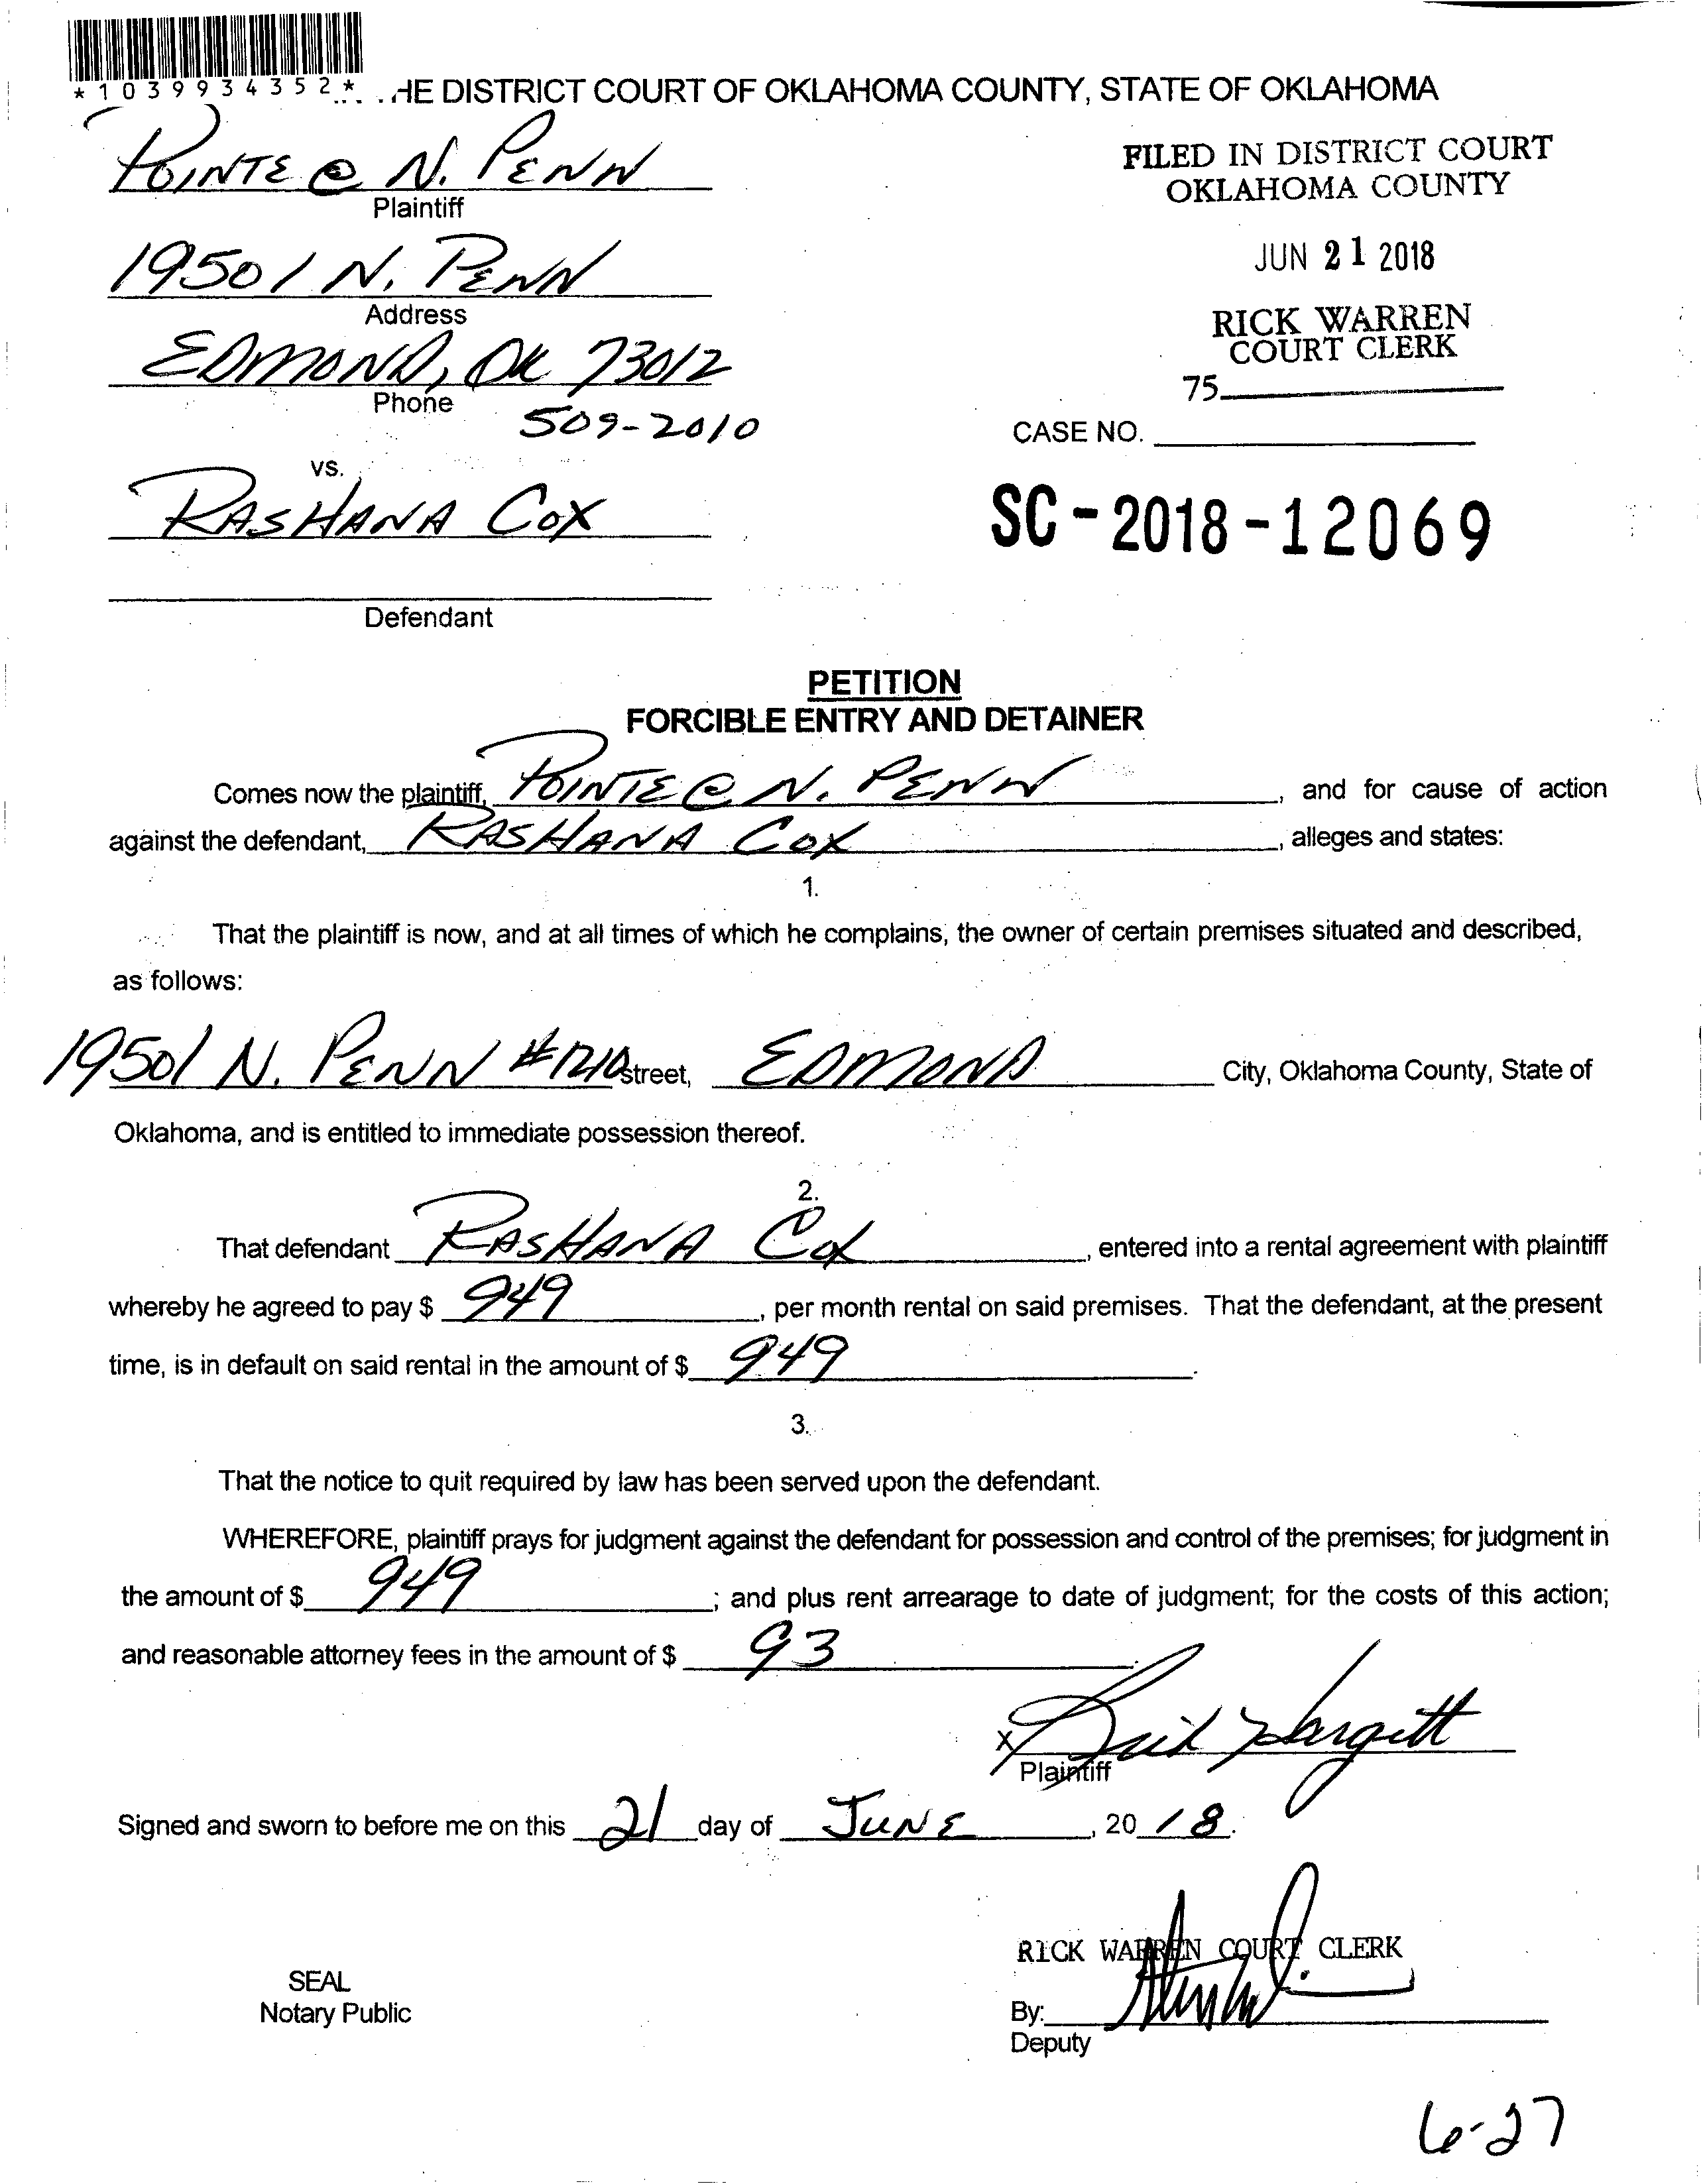 *1039934352*
HE DISTRICT COURT OF OKLAHOMA COUNTY, STATE OF OKLAHOMA
POINTE @ N. PENN
Plaintiff
FILED IN DISTRICT COURT
OKLAHOMA COUNTY
19501 N. PENN
Address
JUN 21 2018
EDMOND, OK 73012
Phone
509-2010
RICK WARREN
COURT CLERK
75
CASE NO.
vs.
RASHANA COX
SC-2018-12069
Defendant
PETITION
FORCIBLE ENTRY AND DETAINER
Comes now the plaintiff, POINTE @ N. PENN, and for cause of action
against the defendant, RASHANA COX, alleges and states:
1.
That the plaintiff is now, and at all times of which he complains, the owner of certain premises situated and described,
as follows:
19501 N. PENN #1210 street, EDMOND City, Oklahoma County, State of
Oklahoma, and is entitled to immediate possession thereof.
2.
That defendant RASHANA COX, entered into a rental agreement with plaintiff
whereby he agreed to pay $ 949, per month rental on said premises. That the defendant, at the present
time, is in default on said rental in the amount of $ 949.
3.
That the notice to quit required by law has been served upon the defendant.
WHEREFORE, plaintiff prays for judgment against the defendant for possession and control of the premises; for judgment in
the amount of $ 949; and plus rent arrearage to date of judgment; for the costs of this action;
and reasonable attorney fees in the amount of $ 93
X Hargett
Plaintiff
Signed and sworn to before me on this 21 day of JUNE, 20 18.
RICK WARREN COURT CLERK
SEAL
Notary Public
By:
Deputy
6-27